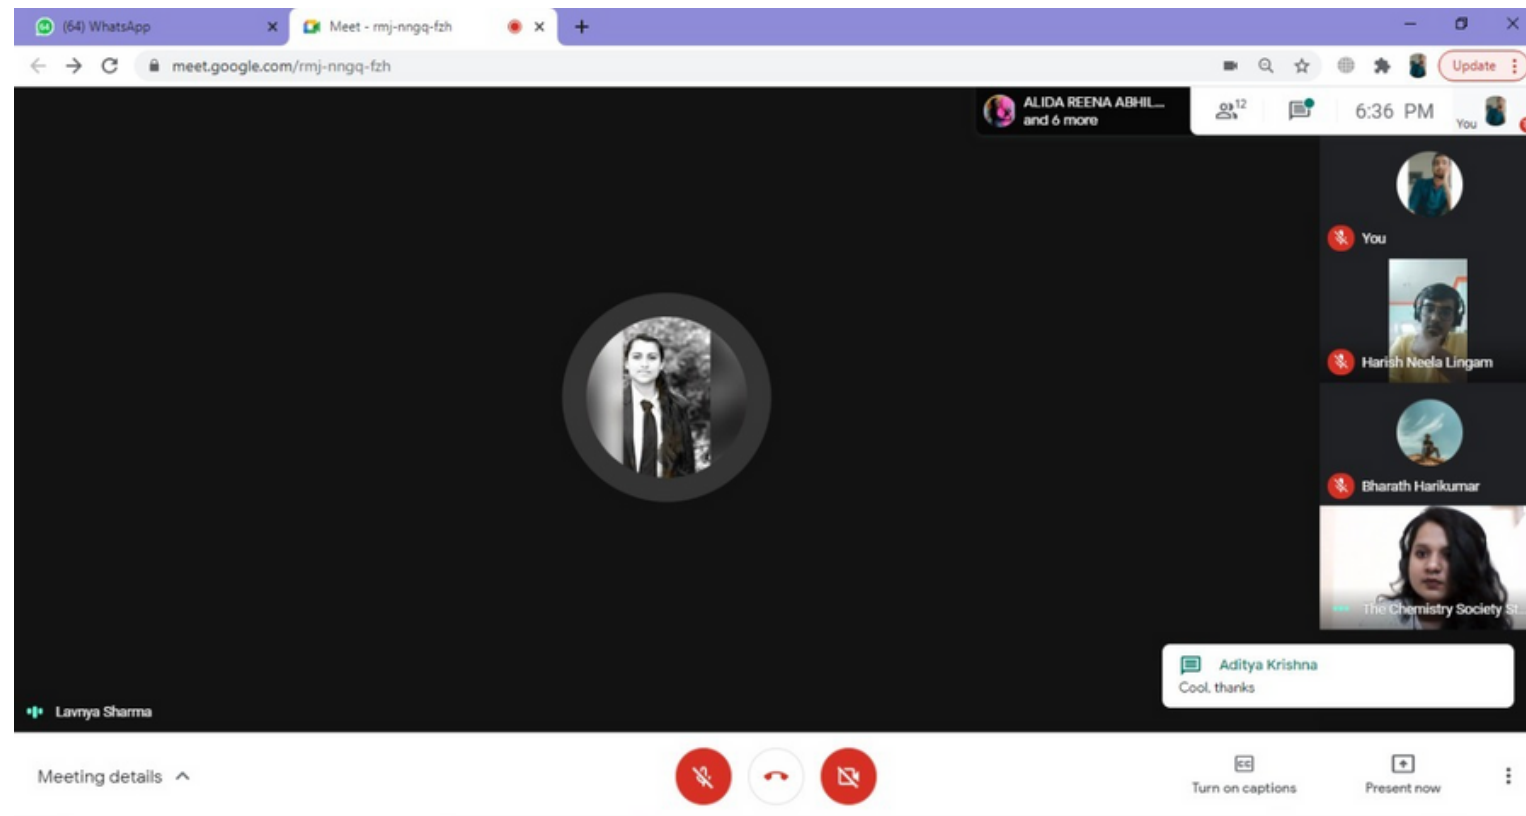 (64) WhatsApp
Meet - rmj-nngq-fzh
meet.google.com/rmj-nngq-fzh
Update
ALIDA REENA ABHIL...
and 6 more
12
6:36 PM
You
You
Harish Neela Lingam
Bharath Harikumar
The Chemistry Society St...
Aditya Krishna
Cool, thanks
Lavnya Sharma
Meeting details
CC
Turn on captions
Present now